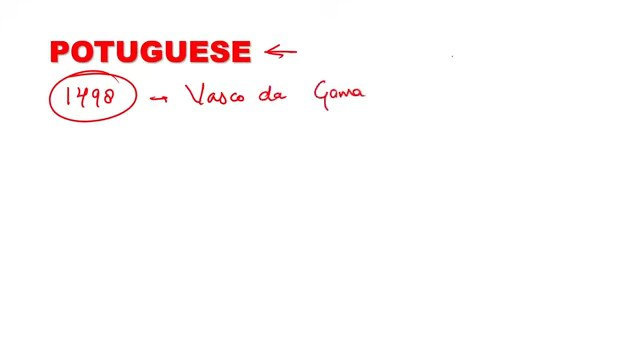 POTUGUESE ←
1498 → Vasco da Gama